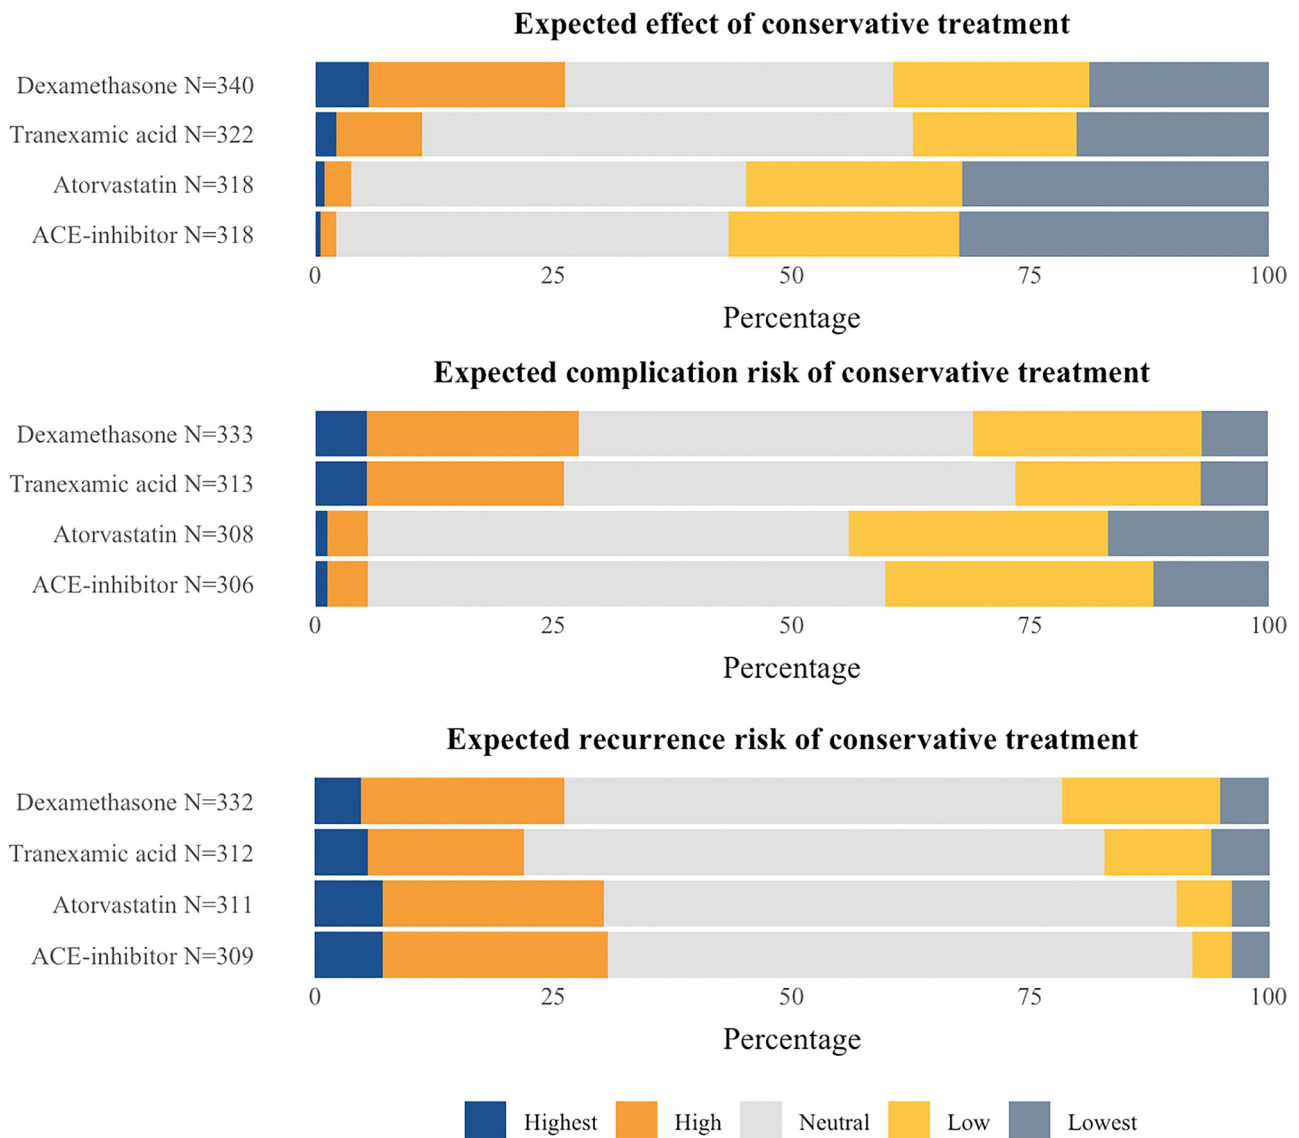 Expected effect of conservative treatment
Dexamethasone N=340
Tranexamic acid N=322
Atorvastatin N=318
ACE-inhibitor N=318
0 25 50 75 100
Percentage
Expected complication risk of conservative treatment
Dexamethasone N=333
Tranexamic acid N=313
Atorvastatin N=308
ACE-inhibitor N=306
0 25 50 75 100
Percentage
Expected recurrence risk of conservative treatment
Dexamethasone N=332
Tranexamic acid N=312
Atorvastatin N=311
ACE-inhibitor N=309
0 25 50 75 100
Percentage
Highest High Neutral Low Lowest